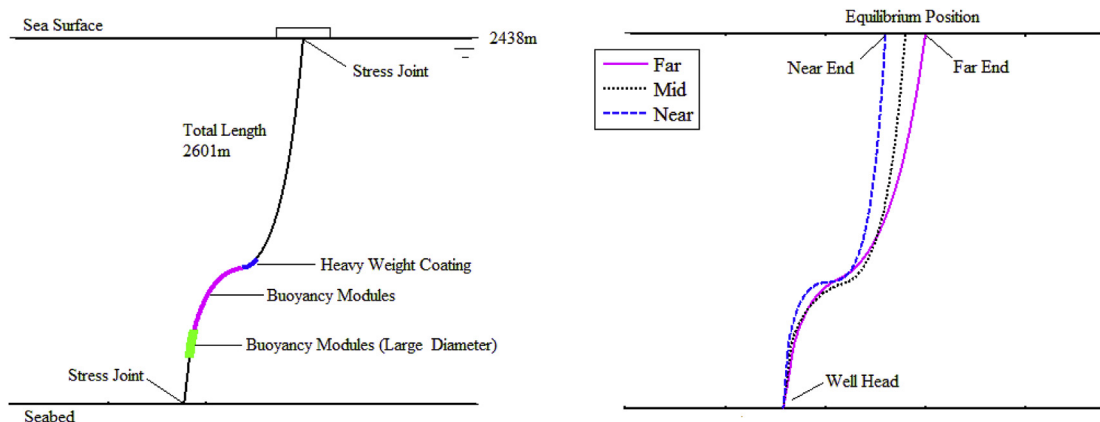 Sea Surface
2438m
Stress Joint
Total Length
2601m
Heavy Weight Coating
Buoyancy Modules
Buoyancy Modules (Large Diameter)
Stress Joint
Seabed
Equilibrium Position
Near End
Far End
Far
Mid
Near
Well Head